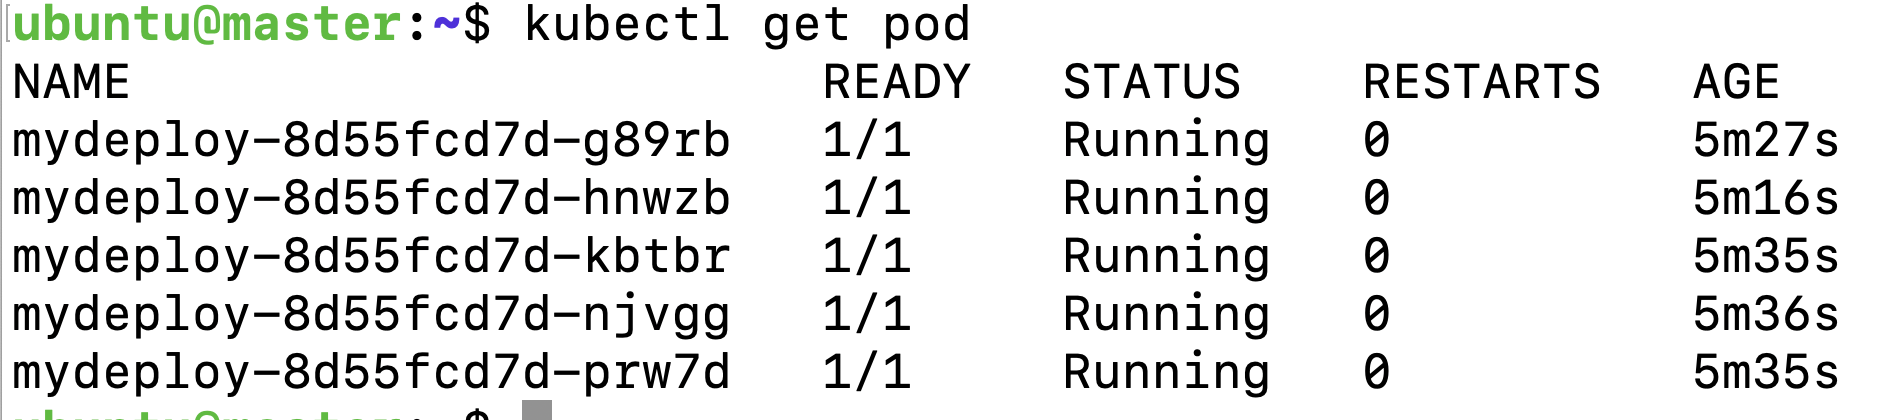 ubuntu@master:~$ kubectl get pod
NAME READY STATUS RESTARTS AGE
mydeploy-8d55fcd7d-g89rb 1/1 Running 0 5m27s
mydeploy-8d55fcd7d-hnwzb 1/1 Running 0 5m16s
mydeploy-8d55fcd7d-kbtbr 1/1 Running 0 5m35s
mydeploy-8d55fcd7d-njvgg 1/1 Running 0 5m36s
mydeploy-8d55fcd7d-prw7d 1/1 Running 0 5m35s